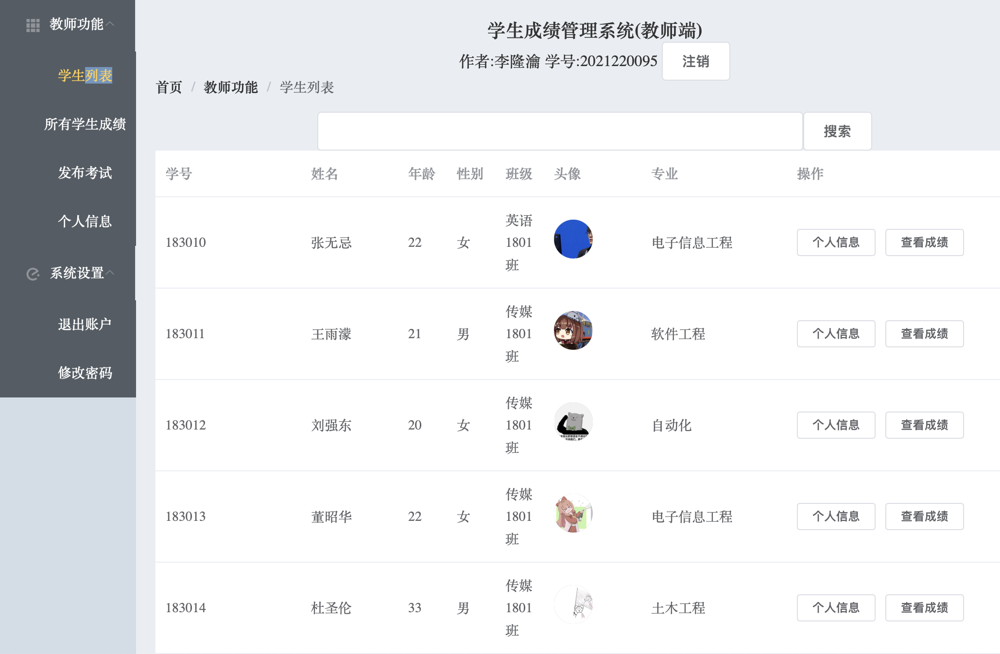 教师功能
学生列表
所有学生成绩
发布考试
个人信息
系统设置
退出账户
修改密码
学生成绩管理系统(教师端)
作者:李隆瀹 学号:2021220095 注销
首页 / 教师功能 / 学生列表
搜索
学号 姓名 年龄 性别 班级 头像 专业 操作
183010 张无忌 22 女 英语1801班 电子信息工程 个人信息 查看成绩
183011 王雨濛 21 男 传媒1801班 软件工程 个人信息 查看成绩
183012 刘强东 20 女 传媒1801班 自动化 个人信息 查看成绩
183013 董昭华 22 女 传媒1801班 电子信息工程 个人信息 查看成绩
183014 杜圣伦 33 男 传媒1801班 土木工程 个人信息 查看成绩